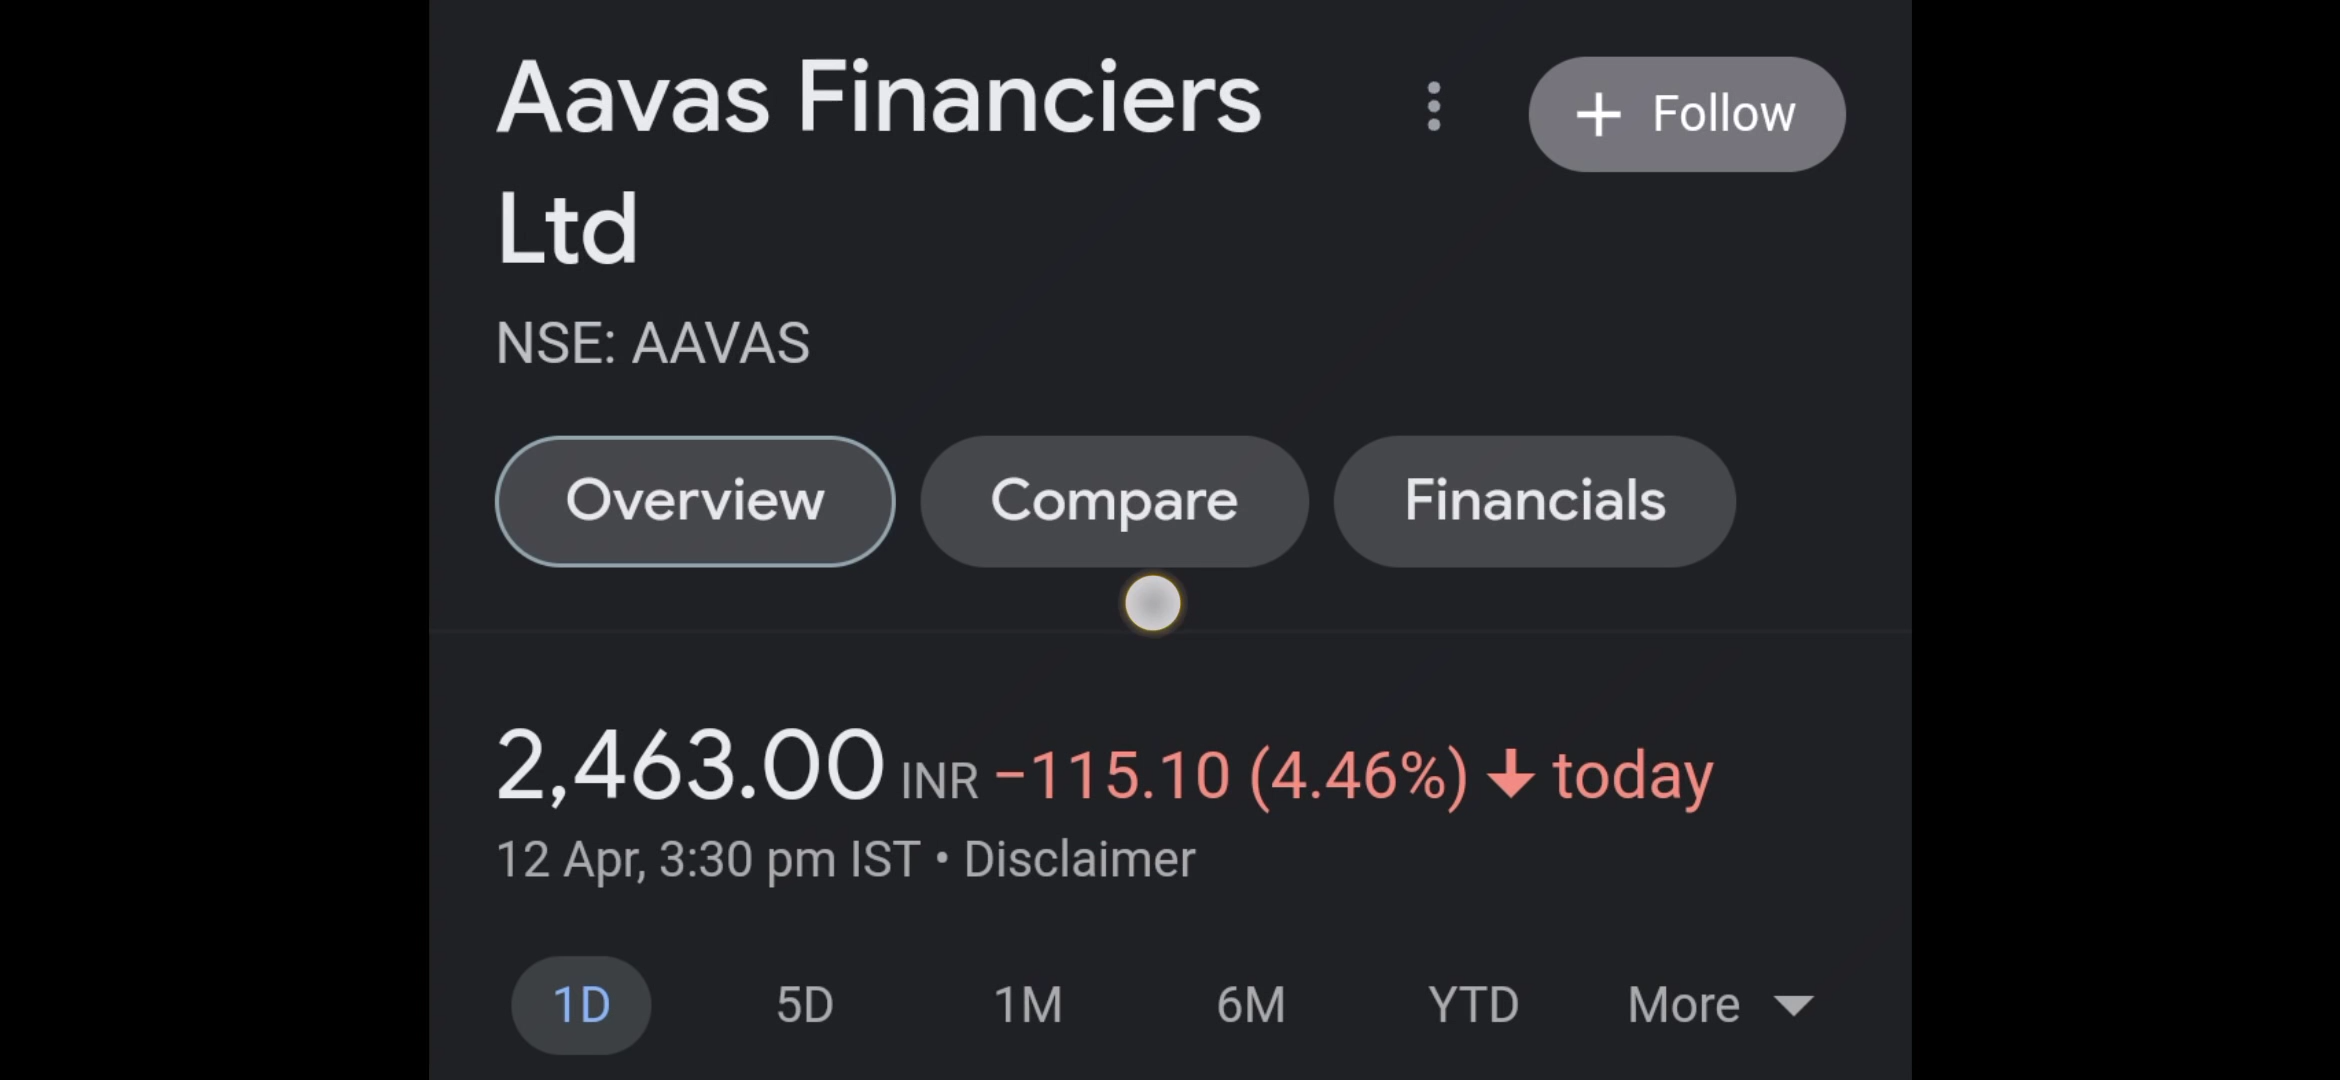 Aavas Financiers
Ltd
+ Follow
NSE: AAVAS
Overview
Compare
Financials
2,463.00 INR −115.10 (4.46%) ↓ today
12 Apr, 3:30 pm IST • Disclaimer
1D
5D
1M
6M
YTD
More